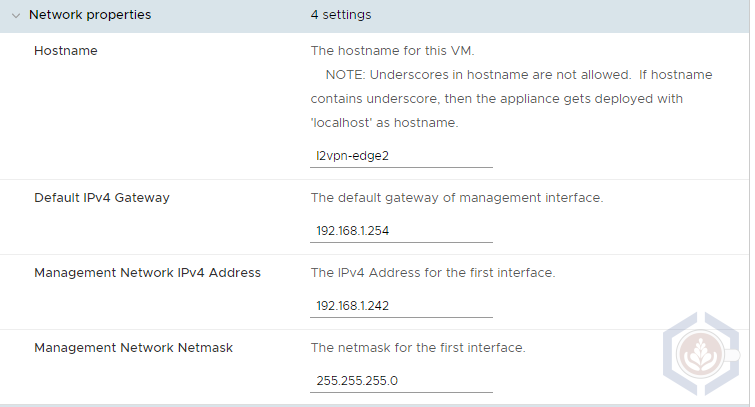 Network properties 4 settings
Hostname The hostname for this VM.
NOTE: Underscores in hostname are not allowed. If hostname
contains underscore, then the appliance gets deployed with
'localhost' as hostname.
l2vpn-edge2
Default IPv4 Gateway The default gateway of management interface.
192.168.1.254
Management Network IPv4 Address The IPv4 Address for the first interface.
192.168.1.242
Management Network Netmask The netmask for the first interface.
255.255.255.0